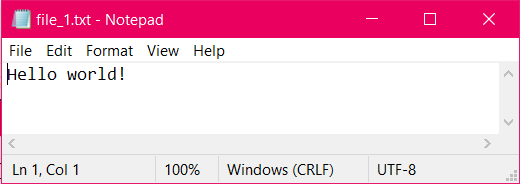 file_1.txt - Notepad
File Edit Format View Help
Hello world!
Ln 1, Col 1 100% Windows (CRLF) UTF-8